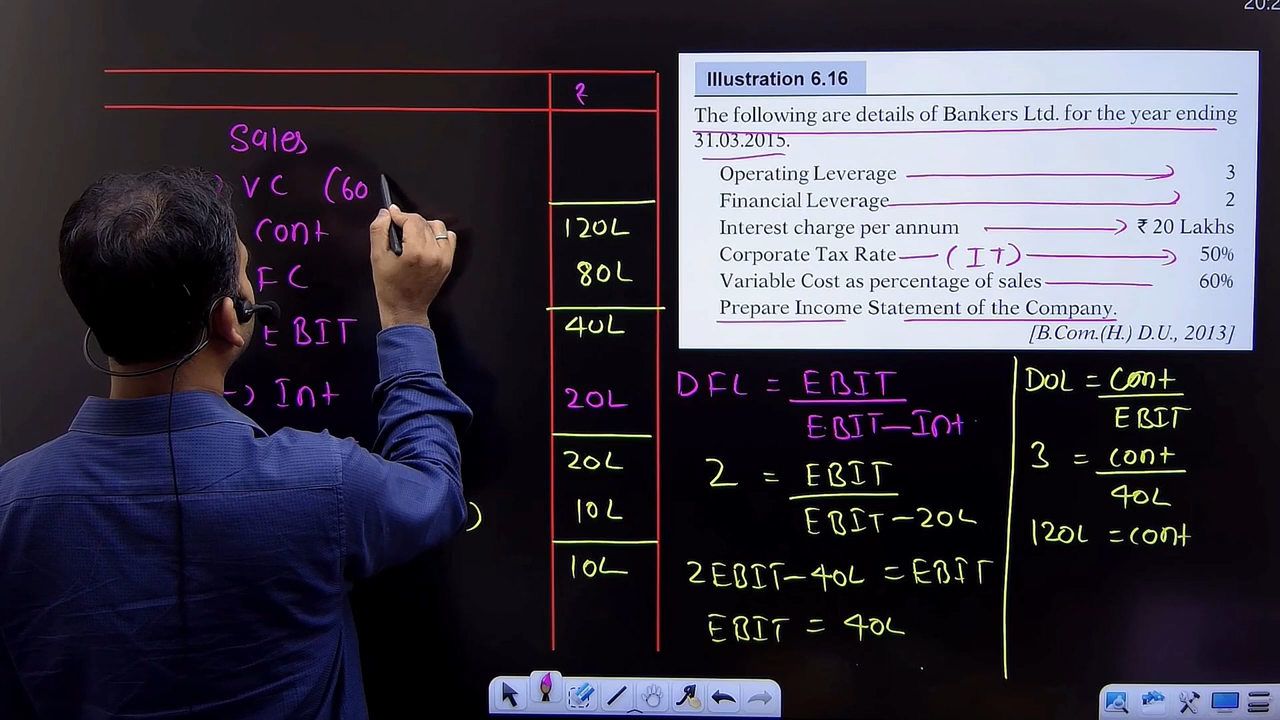 20:2
₹
Sales
VC (60
Cont
120L
FC
80L
EBIT
40L
-) Int
20L
20L
)
10L
10L
Illustration 6.16
The following are details of Bankers Ltd. for the year ending
31.03.2015.
Operating Leverage 3
Financial Leverage 2
Interest charge per annum ₹ 20 Lakhs
Corporate Tax Rate (IT) 50%
Variable Cost as percentage of sales 60%
Prepare Income Statement of the Company.
[B.Com.(H.) D.U., 2013]
DFL = EBIT
EBIT-Int
2 = EBIT
EBIT-20L
2EBIT-40L = EBIT
EBIT = 40L
DOL = Cont
EBIT
3 = Cont
40L
120L = Cont